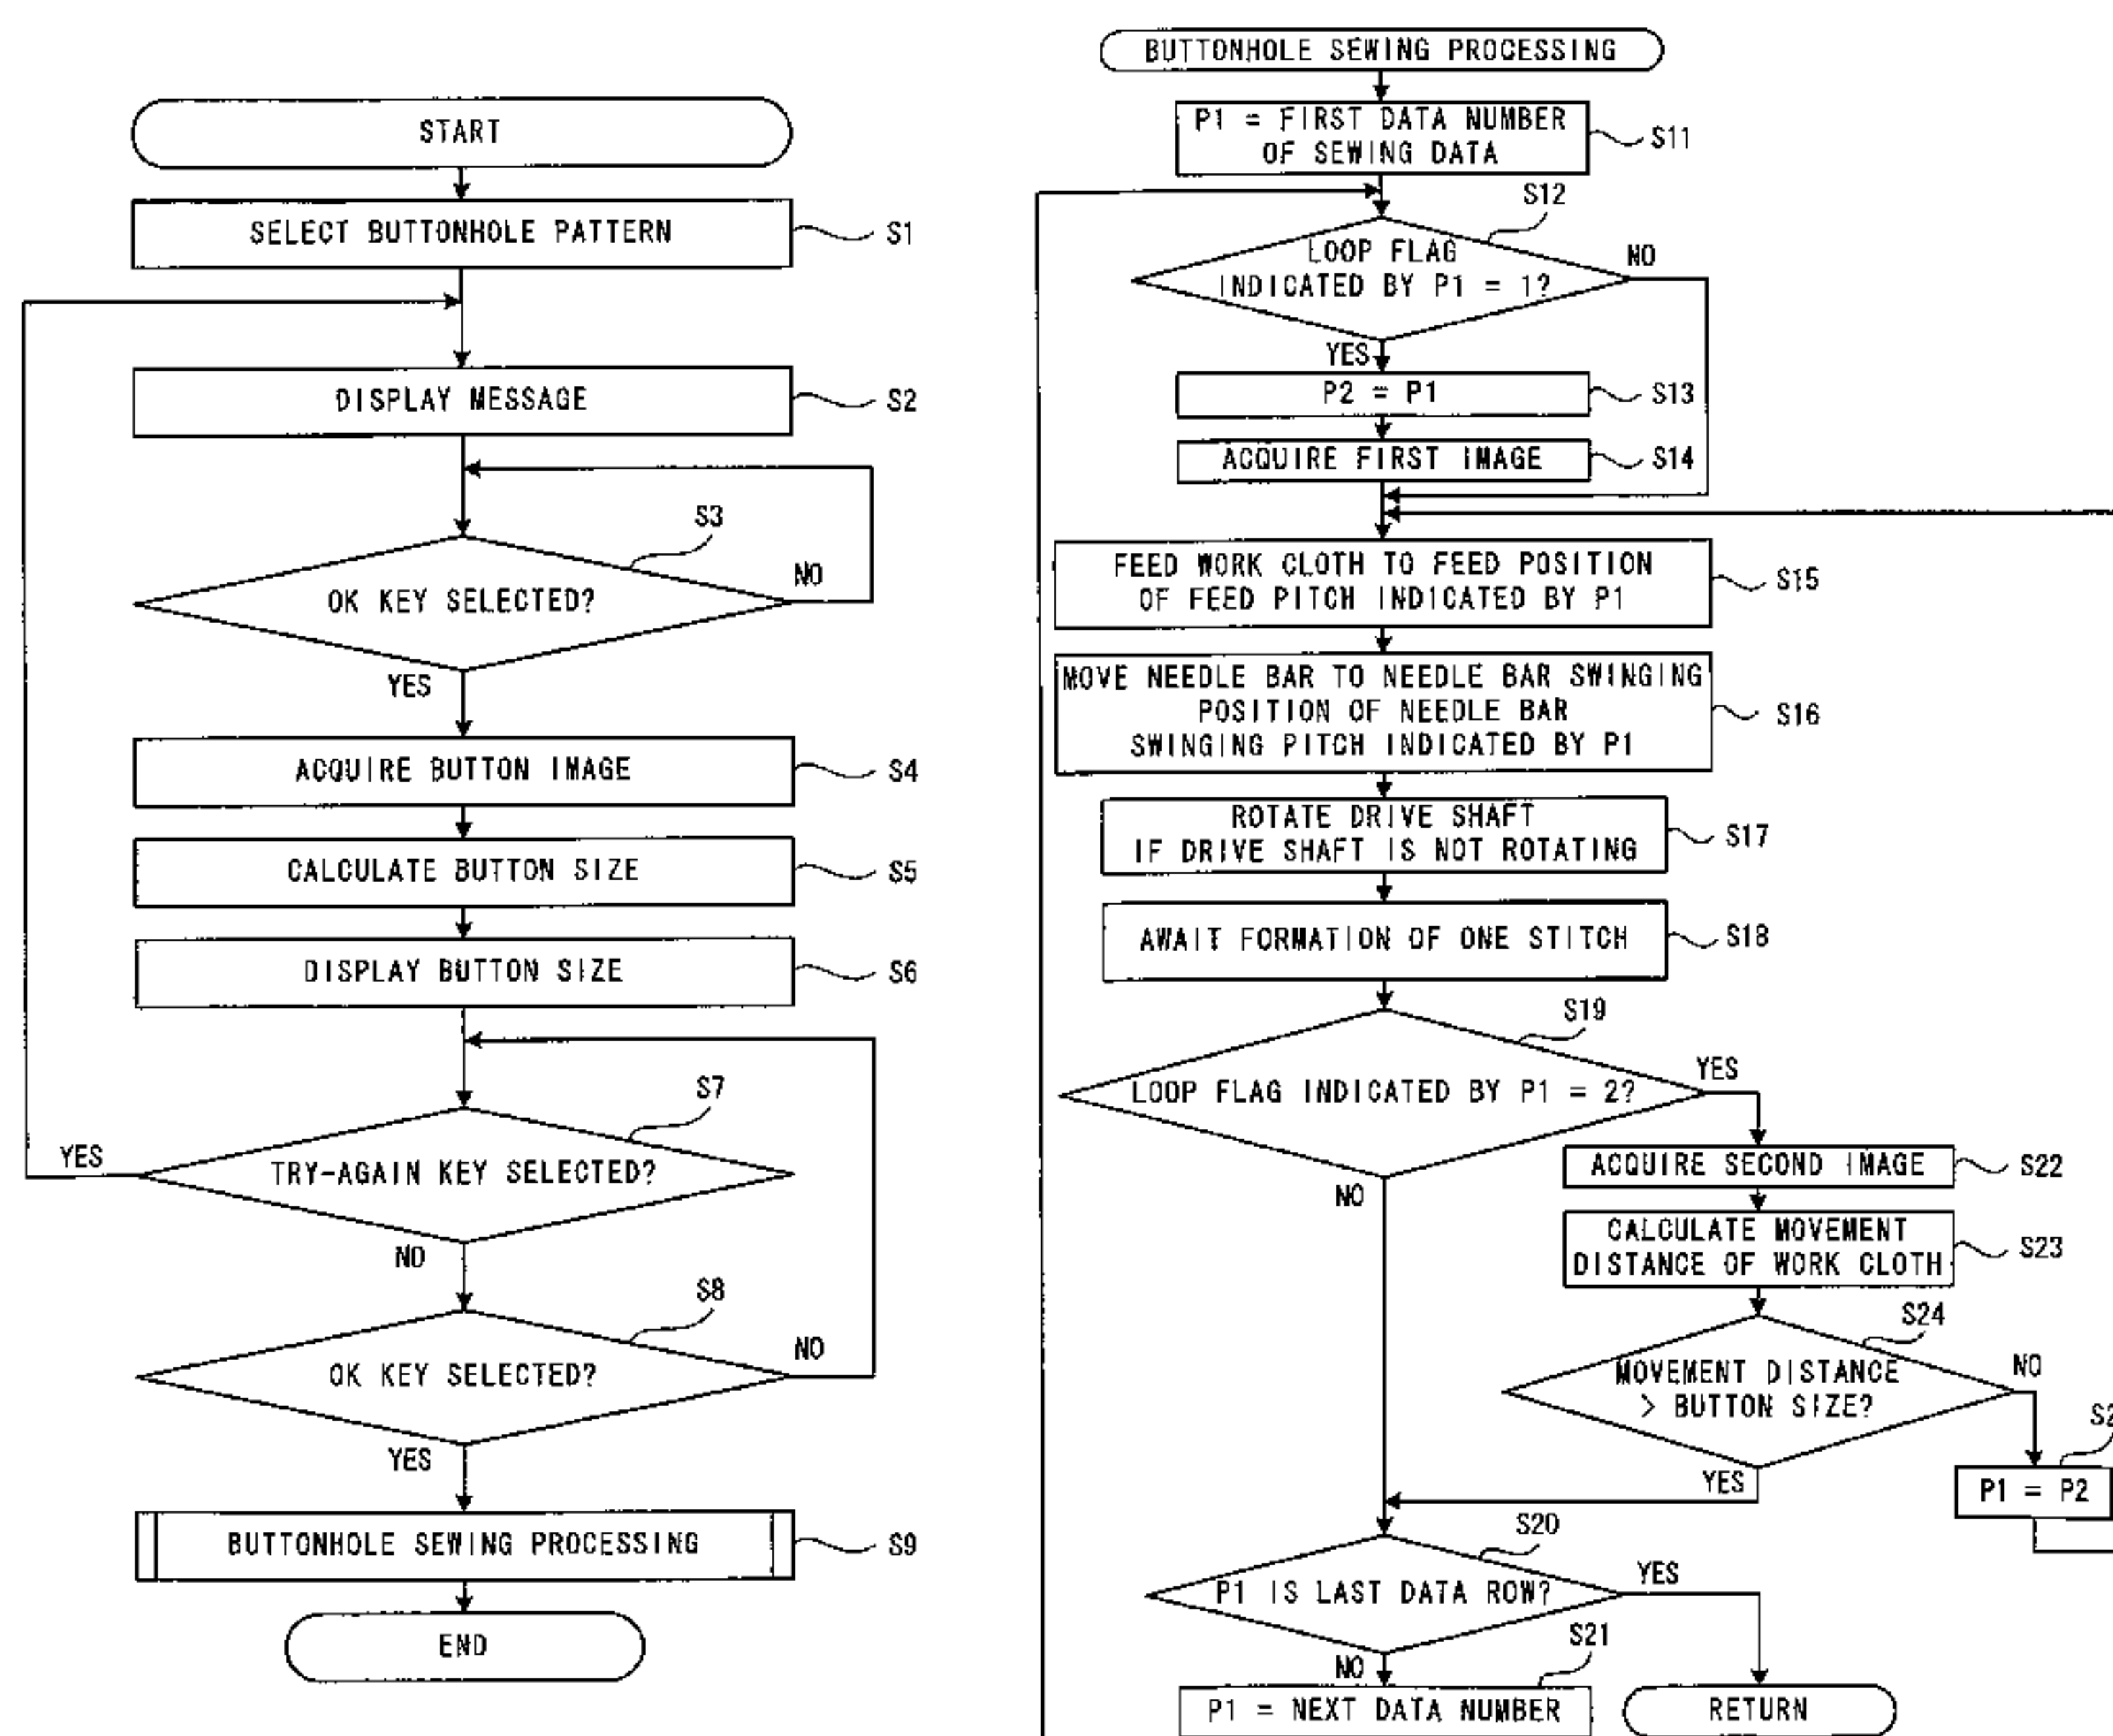 START
SELECT BUTTONHOLE PATTERN
S1
DISPLAY MESSAGE
S2
S3
OK KEY SELECTED?
NO
YES
ACQUIRE BUTTON IMAGE
S4
CALCULATE BUTTON SIZE
S5
DISPLAY BUTTON SIZE
S6
S7
TRY-AGAIN KEY SELECTED?
YES
NO
S8
OK KEY SELECTED?
NO
YES
BUTTONHOLE SEWING PROCESSING
S9
END
BUTTONHOLE SEWING PROCESSING
P1 = FIRST DATA NUMBER
OF SEWING DATA
S11
S12
LOOP FLAG
INDICATED BY P1 = 1?
NO
YES
P2 = P1
S13
ACQUIRE FIRST IMAGE
S14
FEED WORK CLOTH TO FEED POSITION
OF FEED PITCH INDICATED BY P1
S15
MOVE NEEDLE BAR TO NEEDLE BAR SWINGING
POSITION OF NEEDLE BAR
SWINGING PITCH INDICATED BY P1
S16
ROTATE DRIVE SHAFT
IF DRIVE SHAFT IS NOT ROTATING
S17
AWAIT FORMATION OF ONE STITCH
S18
S19
LOOP FLAG INDICATED BY P1 = 2?
YES
NO
ACQUIRE SECOND IMAGE
S22
CALCULATE MOVEMENT
DISTANCE OF WORK CLOTH
S23
S24
MOVEMENT DISTANCE
> BUTTON SIZE?
NO
YES
P1 = P2
S20
P1 IS LAST DATA ROW?
YES
NO
S21
P1 = NEXT DATA NUMBER
RETURN